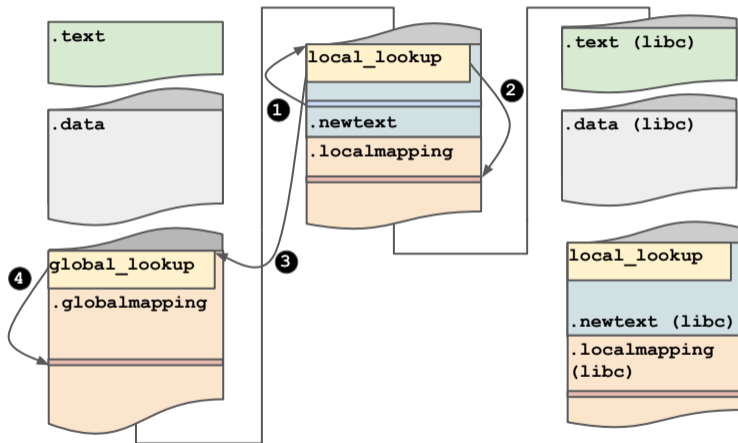 .text
.data
4
global_lookup
.globalmapping
local_lookup
1
2
.newtext
.localmapping
3
.text (libc)
.data (libc)
local_lookup
.newtext (libc)
.localmapping
(libc)